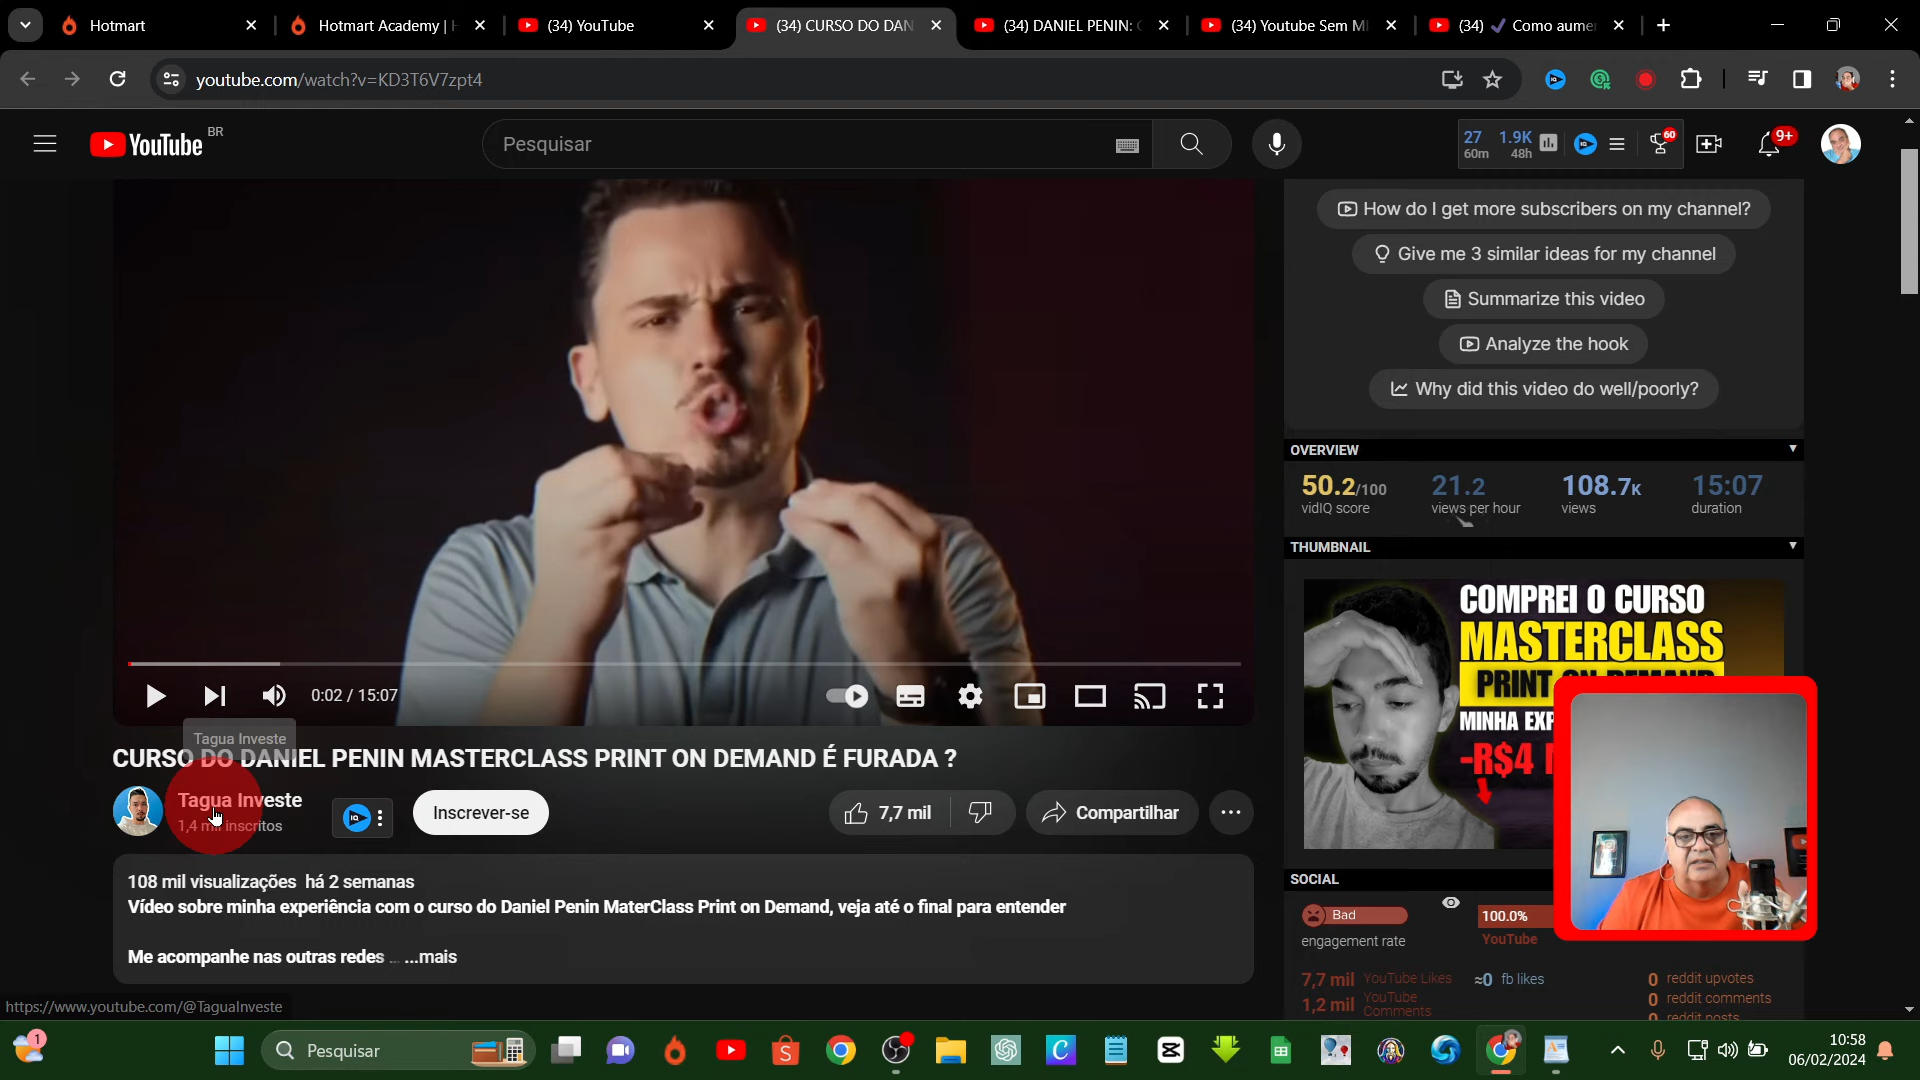 Hotmart
Hotmart Academy | H
(34) YouTube
(34) CURSO DO DAN
(34) DANIEL PENIN: C
(34) Youtube Sem Mi
(34) ✓ Como aume
youtube.com/watch?v=KD3T6V7zpt4
YouTube BR
Pesquisar
27 60m
1.9K 48h
60
9+
How do I get more subscribers on my channel?
Give me 3 similar ideas for my channel
Summarize this video
Analyze the hook
Why did this video do well/poorly?
OVERVIEW
50.2/100 21.2 108.7K 15:07
vidIQ score views per hour views duration
THUMBNAIL
COMPREI O CURSO
MASTERCLASS
PRINT ON DEMAND
MINHA EXP
-R$4 M
0:02 / 15:07
Tagua Investe
CURSO DO DANIEL PENIN MASTERCLASS PRINT ON DEMAND É FURADA ?
Tagua Investe
1,4 mil inscritos
IQ
Inscrever-se
7,7 mil
Compartilhar
108 mil visualizações há 2 semanas
Vídeo sobre minha experiência com o curso do Daniel Penin MaterClass Print on Demand, veja até o final para entender
Me acompanhe nas outras redes ... ...mais
SOCIAL
Bad
engagement rate
100.0%
YouTube
7,7 mil YouTube Likes
≈0 fb likes
0 reddit upvotes
1,2 mil YouTube Comments
0 reddit comments
0 reddit posts
https://www.youtube.com/@TaguaInveste
1
Pesquisar
10:58
06/02/2024